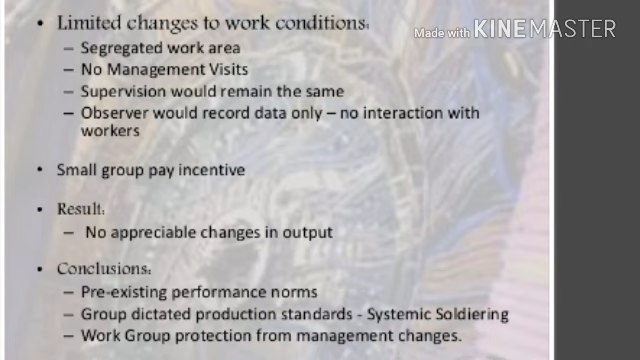 • Limited changes to work conditions:
Made with KINEMASTER
– Segregated work area
– No Management Visits
– Supervision would remain the same
– Observer would record data only – no interaction with
workers
• Small group pay incentive
• Result:
– No appreciable changes in output
• Conclusions:
– Pre-existing performance norms
– Group dictated production standards - Systemic Soldiering
– Work Group protection from management changes.